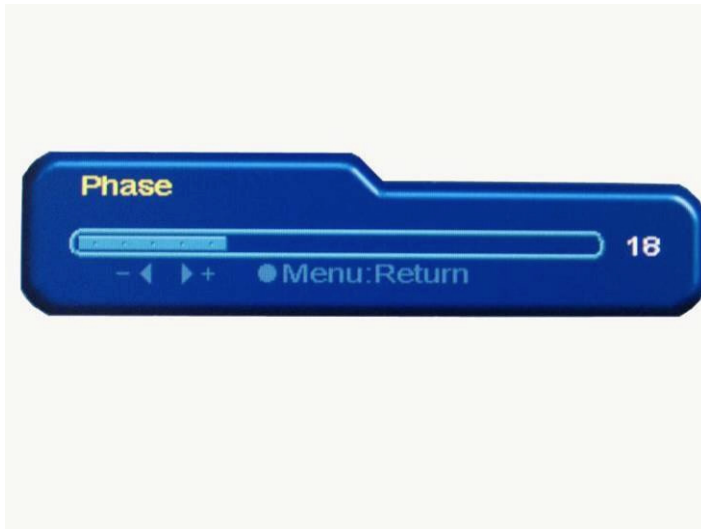 Phase
18
- ◀ ▶ + ●Menu:Return